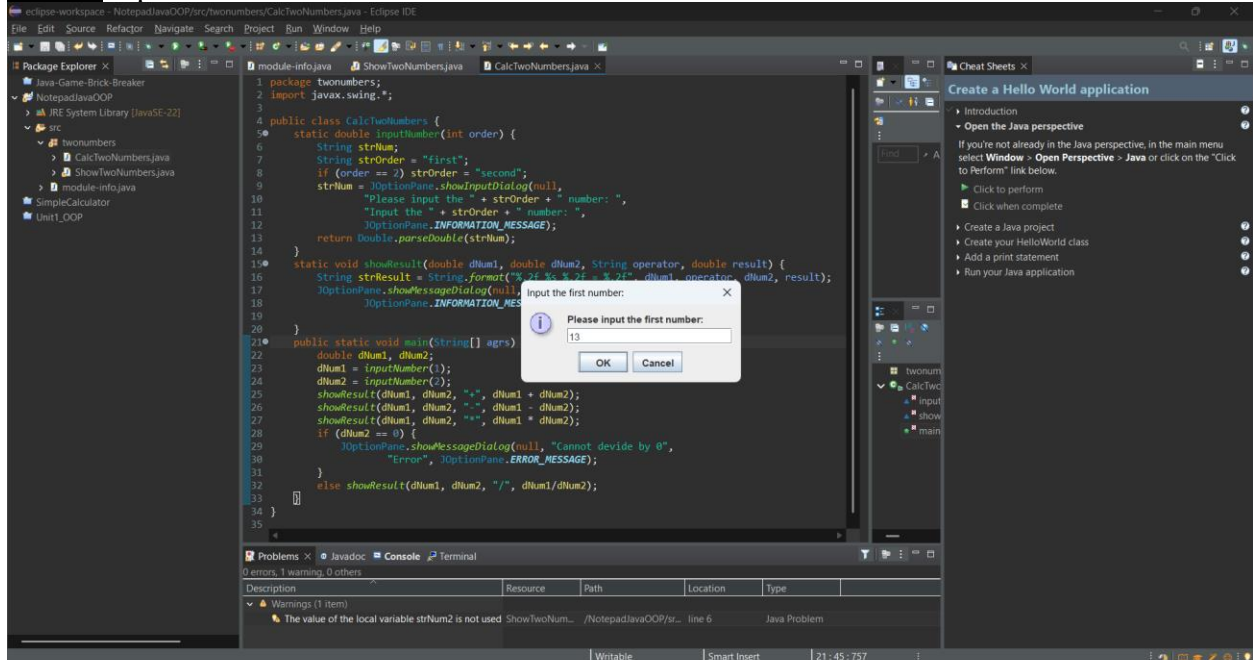 eclipse-workspace - NotepadJavaOOP/src/twonumbers/CalcTwoNumbers.java - Eclipse IDE
File Edit Source Refactor Navigate Search Project Run Window Help
Package Explorer
Java-Game-Brick-Breaker
NotepadJavaOOP
JRE System Library [JavaSE-22]
src
twonumbers
CalcTwoNumbers.java
ShowTwoNumbers.java
module-info.java
SimpleCalculator
Unit1_OOP
module-info.java ShowTwoNumbers.java CalcTwoNumbers.java
1 package twonumbers;
2 import javax.swing.*;
3
4 public class CalcTwoNumbers {
5 static double inputNumber(int order) {
6 String strNum;
7 String strOrder = "first";
8 if (order == 2) strOrder = "second";
9 strNum = JOptionPane.showInputDialog(null,
10 "Please input the " + strOrder + " number: ",
11 "Input the " + strOrder + " number: ",
12 JOptionPane.INFORMATION_MESSAGE);
13 return Double.parseDouble(strNum);
14 }
15 static void showResult(double dNum1, double dNum2, String operator, double result) {
16 String strResult = String.format("%.2f %s %.2f = %.2f", dNum1, operator, dNum2, result);
17 JOptionPane.showMessageDialog(null,
18 JOptionPane.INFORMATION_MES
19
20 }
21 public static void main(String[] agrs)
22 double dNum1, dNum2;
23 dNum1 = inputNumber(1);
24 dNum2 = inputNumber(2);
25 showResult(dNum1, dNum2, "+", dNum1 + dNum2);
26 showResult(dNum1, dNum2, "-", dNum1 - dNum2);
27 showResult(dNum1, dNum2, "*", dNum1 * dNum2);
28 if (dNum2 == 0) {
29 JOptionPane.showMessageDialog(null, "Cannot devide by 0",
30 "Error", JOptionPane.ERROR_MESSAGE);
31 }
32 else showResult(dNum1, dNum2, "/", dNum1/dNum2);
33 }
34 }
35
Input the first number:
Please input the first number:
13
OK Cancel
Find A
twonum
CalcTwo
input
show
main
Cheat Sheets
Create a Hello World application
Introduction
Open the Java perspective
If you're not already in the Java perspective, in the main menu
select Window > Open Perspective > Java or click on the "Click
to Perform" link below.
Click to perform
Click when complete
Create a Java project
Create your HelloWorld class
Add a print statement
Run your Java application
Problems Javadoc Console Terminal
0 errors, 1 warning, 0 others
Description Resource Path Location Type
Warnings (1 item)
The value of the local variable strNum2 is not used ShowTwoNum... /NotepadJavaOOP/sr... line 6 Java Problem
Writable Smart Insert 21 : 45 : 757